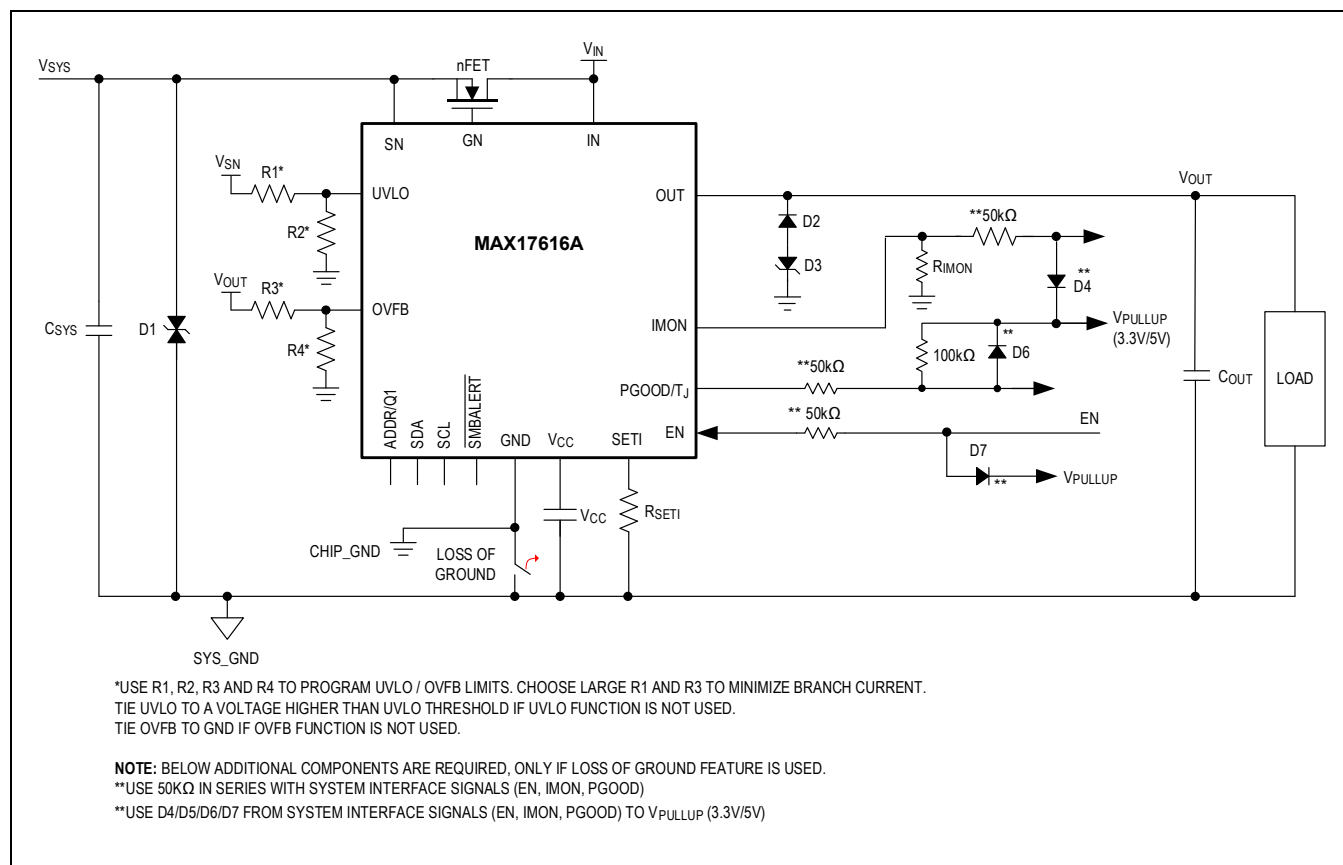 VIN
VSYS
nFET
SN
GN
IN
VSN
R1*
UVLO
R2*
OUT
VOUT
**50kΩ
D2
MAX17616A
D3
RIMON
**
D4
VOUT
R3*
OVFB
R4*
CSYS
D1
IMON
VPULLUP
(3.3V/5V)
**
100kΩ
D6
COUT
LOAD
PGOOD/TJ
**50kΩ
ADDR/Q1
SDA
SCL
SMBALERT
GND
VCC
SETI
EN
** 50kΩ
EN
D7
**
VPULLUP
VCC
RSETI
CHIP_GND
LOSS OF
GROUND
SYS_GND
*USE R1, R2, R3 AND R4 TO PROGRAM UVLO / OVFB LIMITS. CHOOSE LARGE R1 AND R3 TO MINIMIZE BRANCH CURRENT.
TIE UVLO TO A VOLTAGE HIGHER THAN UVLO THRESHOLD IF UVLO FUNCTION IS NOT USED.
TIE OVFB TO GND IF OVFB FUNCTION IS NOT USED.
NOTE: BELOW ADDITIONAL COMPONENTS ARE REQUIRED, ONLY IF LOSS OF GROUND FEATURE IS USED.
**USE 50KΩ IN SERIES WITH SYSTEM INTERFACE SIGNALS (EN, IMON, PGOOD)
**USE D4/D5/D6/D7 FROM SYSTEM INTERFACE SIGNALS (EN, IMON, PGOOD) TO VPULLUP (3.3V/5V)